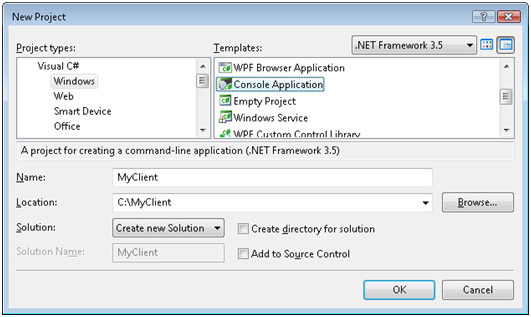 New Project
Project types:
Templates:
.NET Framework 3.5
Visual C#
Windows
Web
Smart Device
Office
WPF Browser Application
Console Application
Empty Project
Windows Service
WPF Custom Control Library
A project for creating a command-line application (.NET Framework 3.5)
Name:
MyClient
Location:
C:\MyClient
Browse...
Solution:
Create new Solution
Create directory for solution
Solution Name:
MyClient
Add to Source Control
OK
Cancel